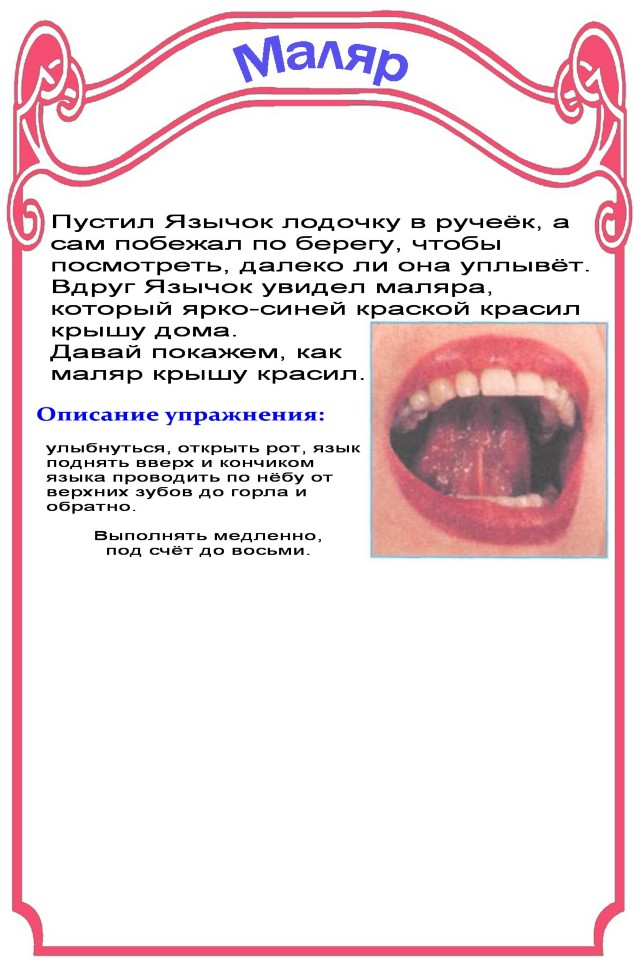 Маляр
Пустил Язычок лодочку в ручеёк, а
сам побежал по берегу, чтобы
посмотреть, далеко ли она уплывёт.
Вдруг Язычок увидел маляра,
который ярко-синей краской красил
крышу дома.
Давай покажем, как
маляр крышу красил.
Описание упражнения:
улыбнуться, открыть рот, язык
поднять вверх и кончиком
языка проводить по нёбу от
верхних зубов до горла и
обратно.
Выполнять медленно,
под счёт до восьми.